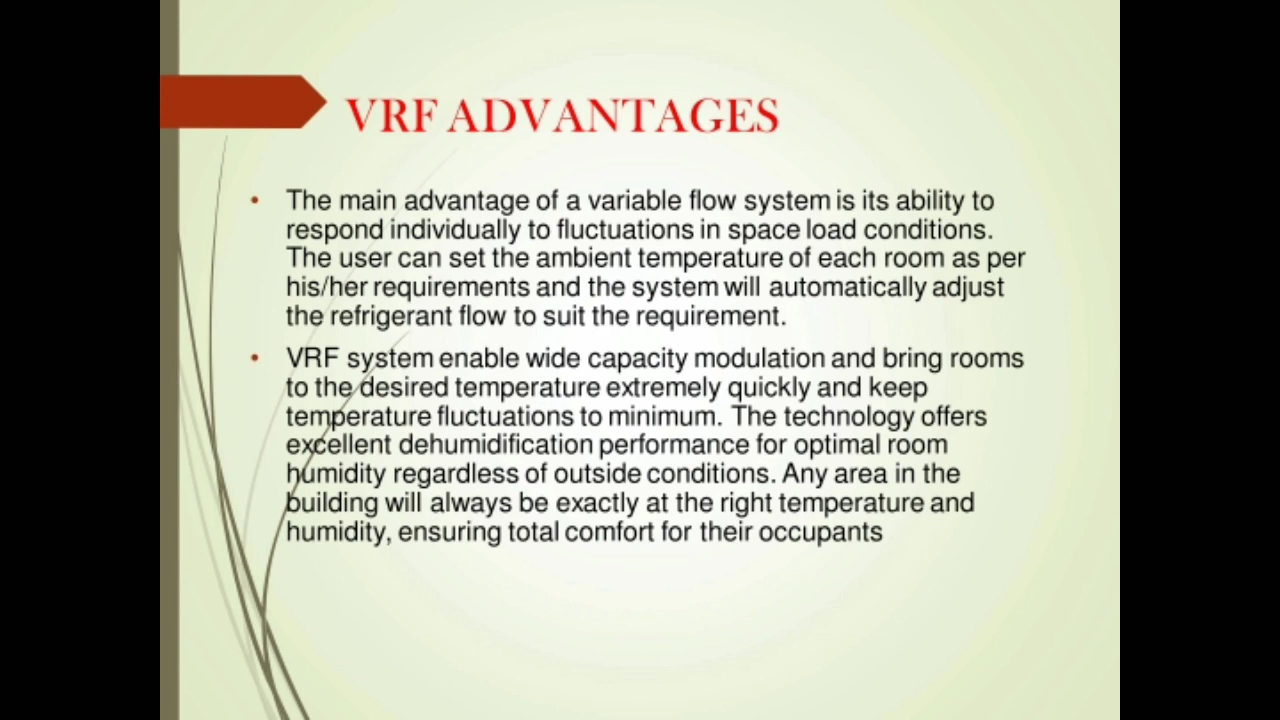 VRF ADVANTAGES
• The main advantage of a variable flow system is its ability to
respond individually to fluctuations in space load conditions.
The user can set the ambient temperature of each room as per
his/her requirements and the system will automatically adjust
the refrigerant flow to suit the requirement.
• VRF system enable wide capacity modulation and bring rooms
to the desired temperature extremely quickly and keep
temperature fluctuations to minimum. The technology offers
excellent dehumidification performance for optimal room
humidity regardless of outside conditions. Any area in the
building will always be exactly at the right temperature and
humidity, ensuring total comfort for their occupants